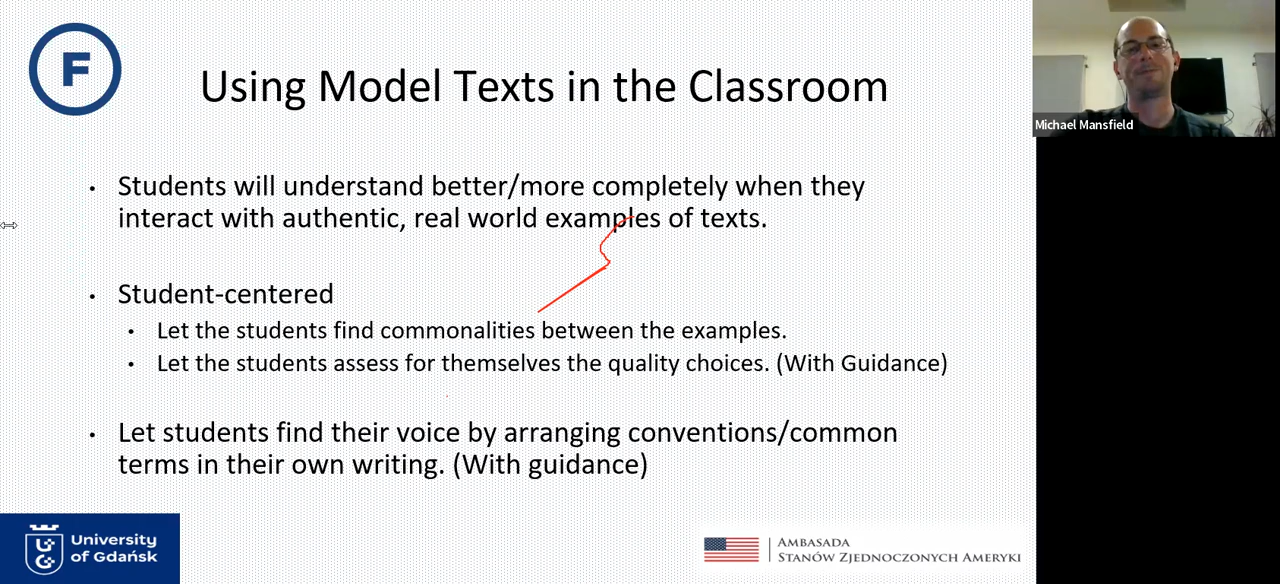 F
Using Model Texts in the Classroom
Michael Mansfield
• Students will understand better/more completely when they
interact with authentic, real world examples of texts.
• Student-centered
• Let the students find commonalities between the examples.
• Let the students assess for themselves the quality choices. (With Guidance)
• Let students find their voice by arranging conventions/common
terms in their own writing. (With guidance)
University
of Gdańsk
AMBASADA
STANÓW ZJEDNOCZONYCH AMERYKI